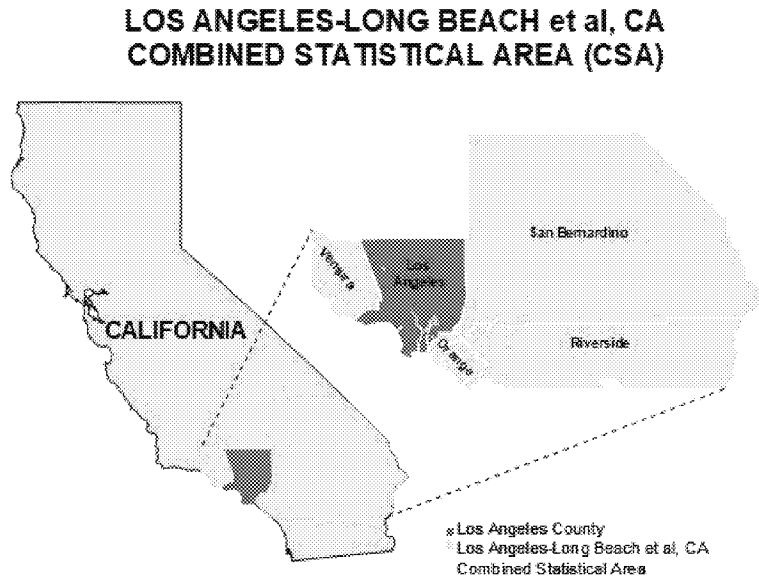 LOS ANGELES-LONG BEACH et al, CA
COMBINED STATISTICAL AREA (CSA)
San Bernardino
Ventura
Los
Angeles
CALIFORNIA
Orange
Riverside
Los Angeles County
Los Angeles-Long Beach et al, CA
Combined Statistical Area